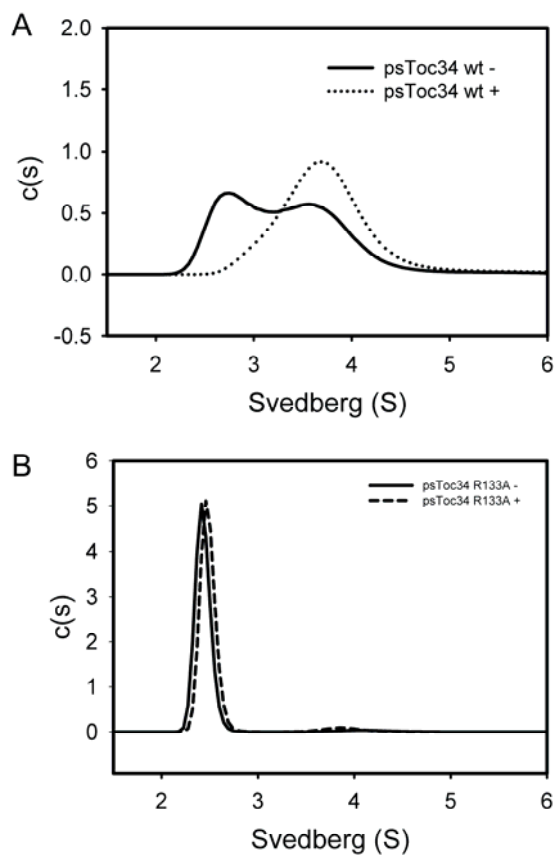 A
2.0
1.5
1.0
0.5
0.0
-0.5
c(s)
psToc34 wt -
psToc34 wt +
2 3 4 5 6
Svedberg (S)
B
6
5
4
3
2
1
0
c(s)
psToc34 R133A -
psToc34 R133A +
2 3 4 5 6
Svedberg (S)